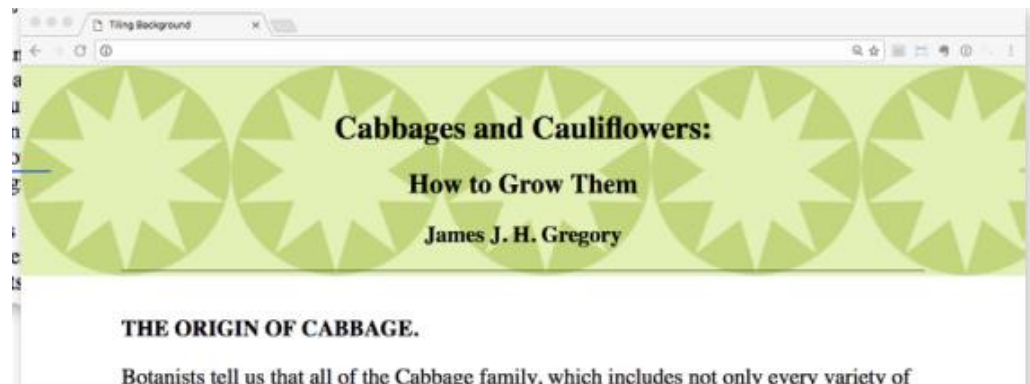 Tiling Background
Cabbages and Cauliflowers:
How to Grow Them
James J. H. Gregory
THE ORIGIN OF CABBAGE.
Botanists tell us that all of the Cabbage family, which includes not only every variety of